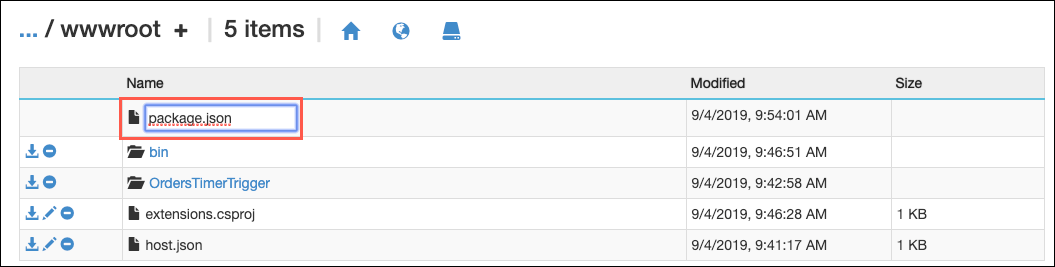 ... / wwwroot + | 5 items |
Name Modified Size
package.json 9/4/2019, 9:54:01 AM
bin 9/4/2019, 9:46:51 AM
OrdersTimerTrigger 9/4/2019, 9:42:58 AM
extensions.csproj 9/4/2019, 9:46:28 AM 1 KB
host.json 9/4/2019, 9:41:17 AM 1 KB